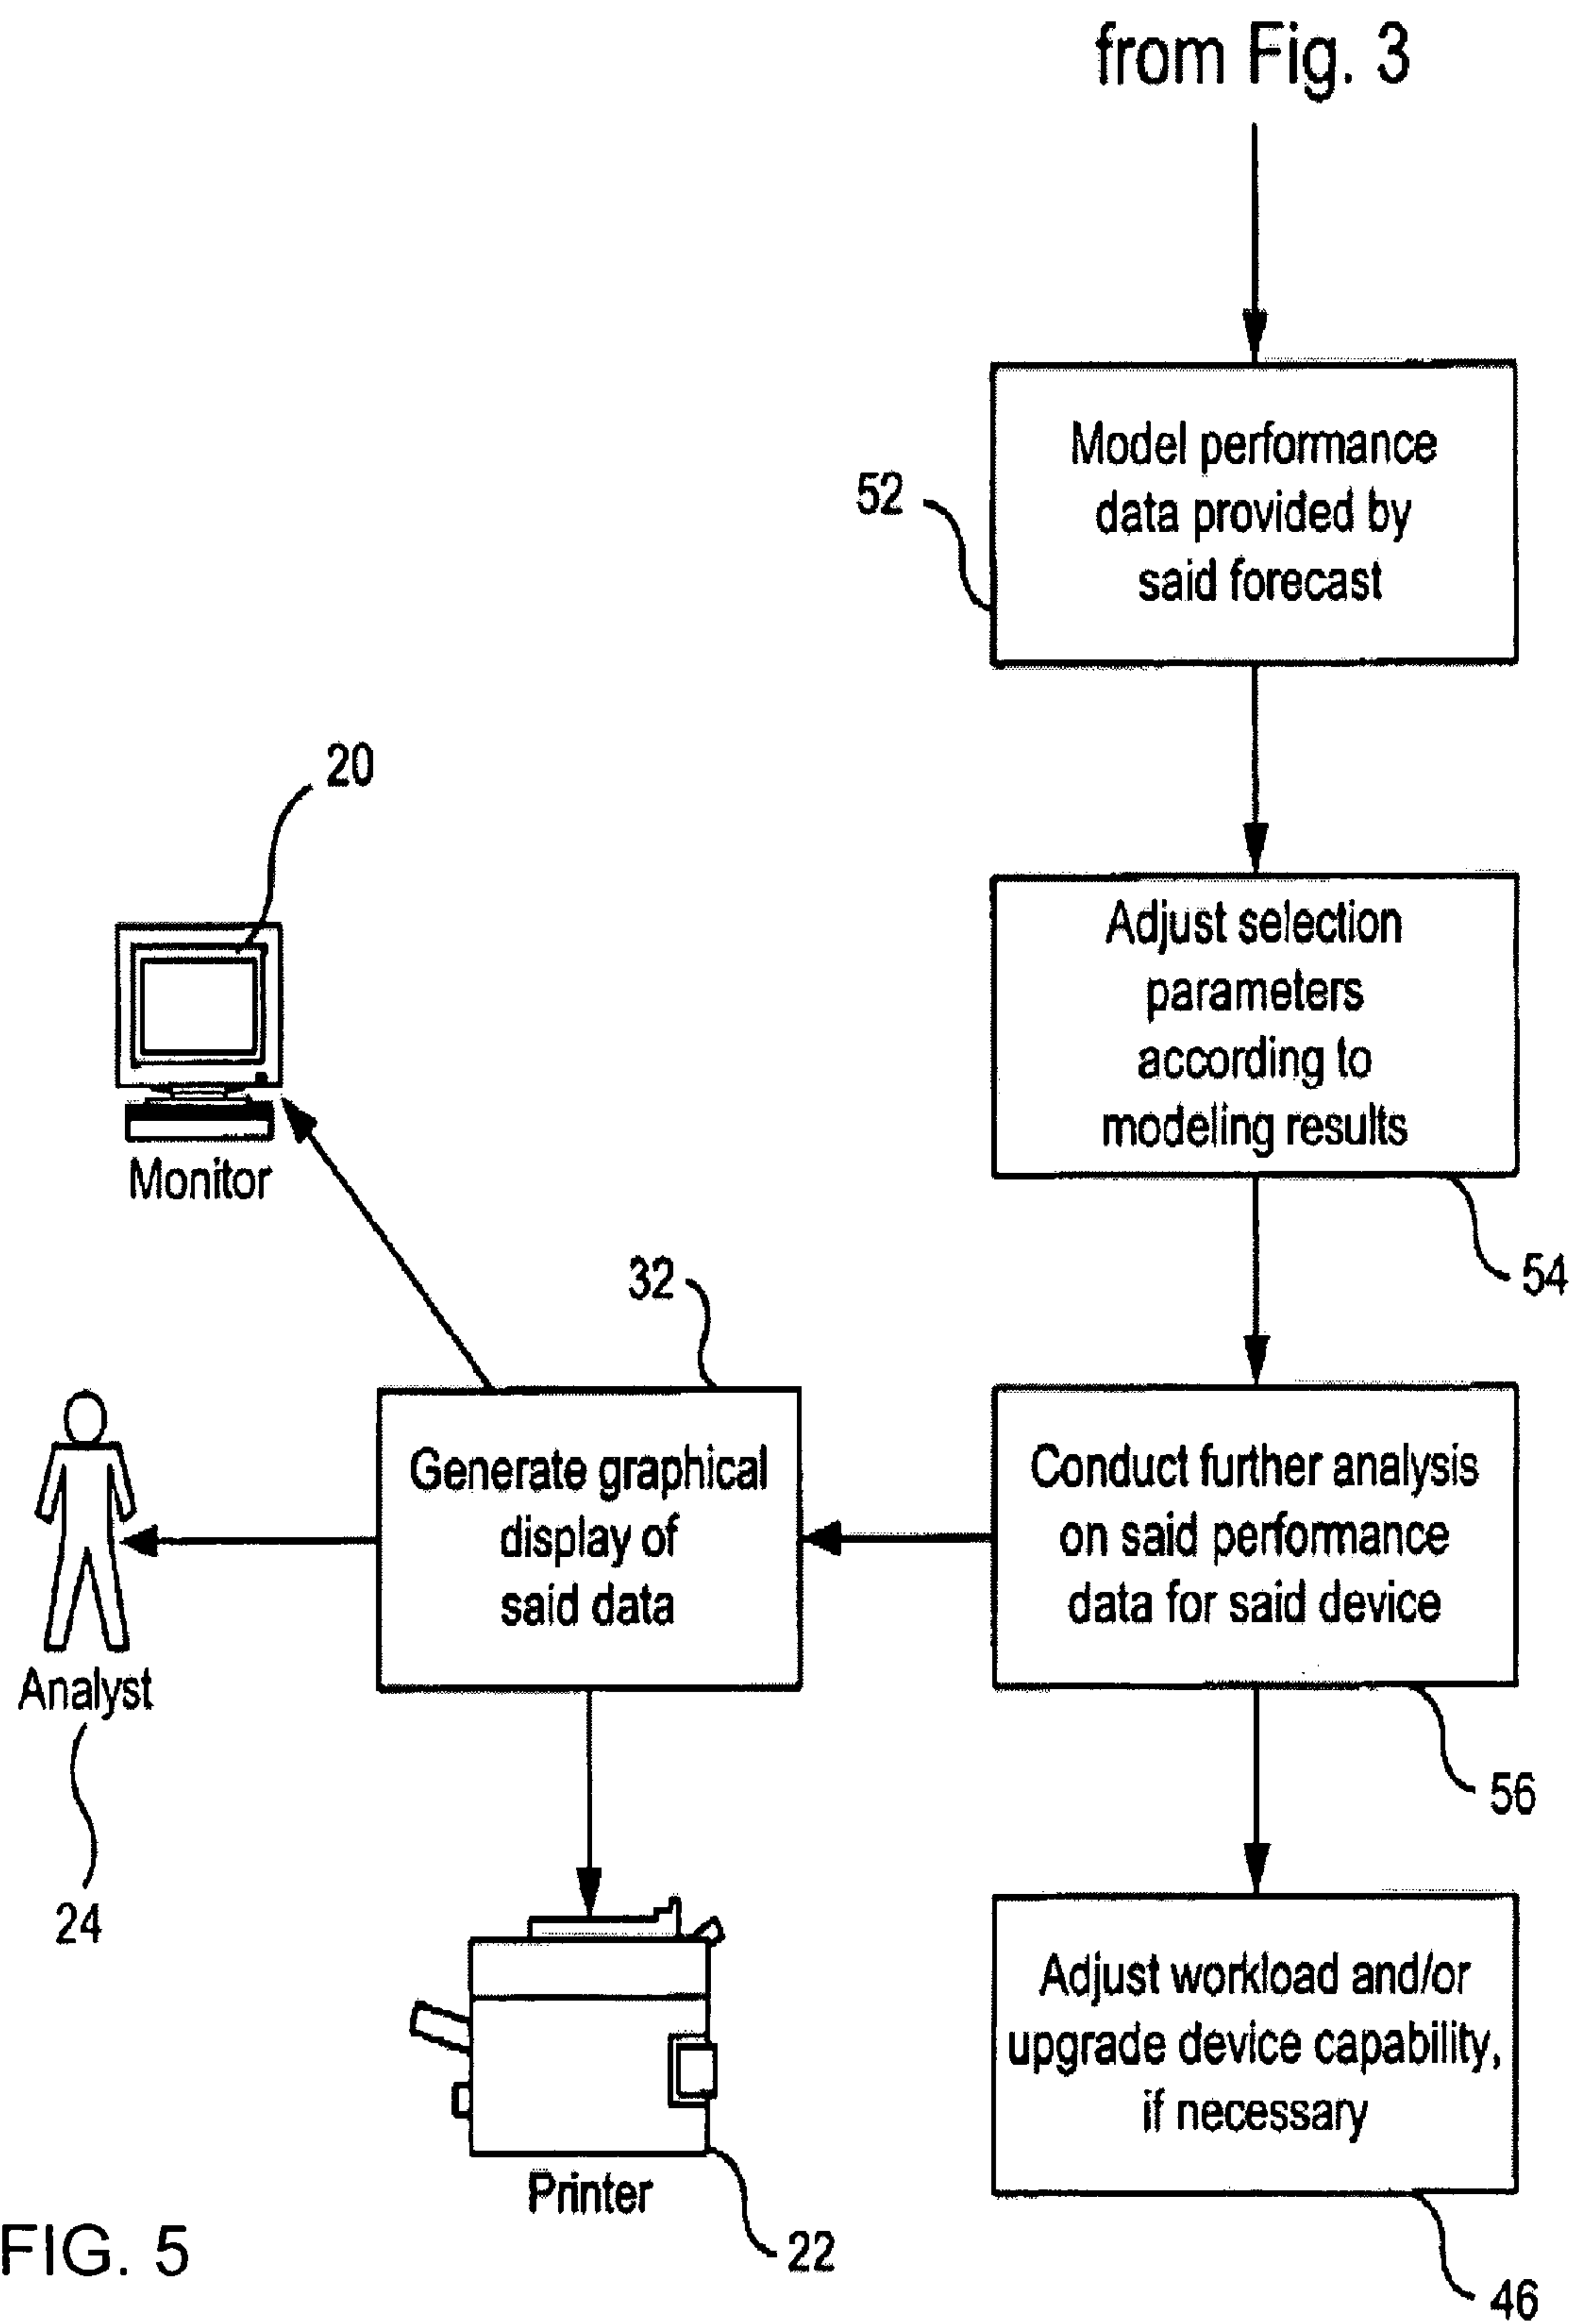 from Fig. 3
Model performance
data provided by
said forecast
52
20
Adjust selection
parameters
according to
modeling results
Monitor
54
32
Generate graphical
display of
said data
Conduct further analysis
on said performance
data for said device
Analyst
56
24
Adjust workload and/or
upgrade device capability,
if necessary
Printer
22
FIG. 5
46